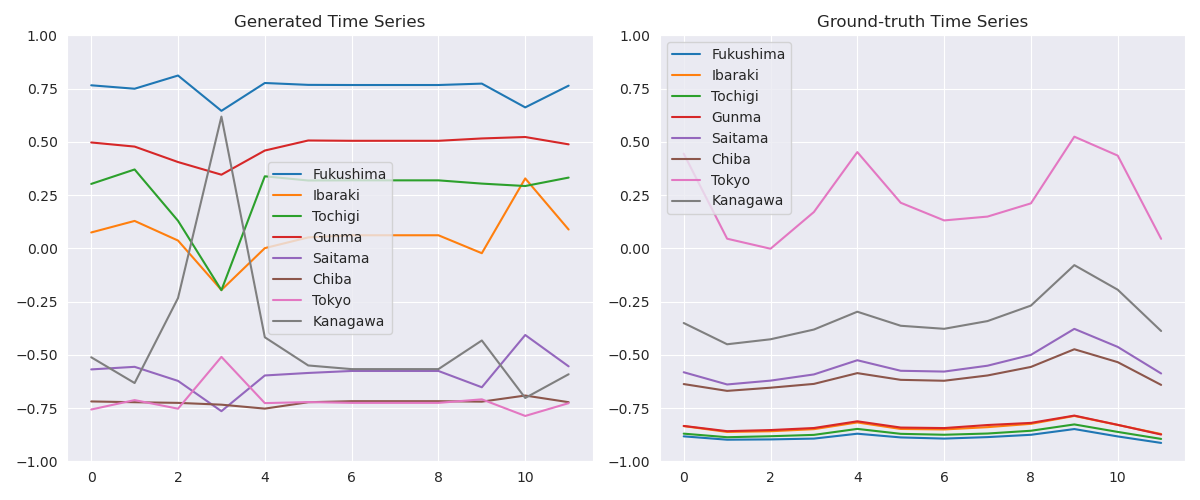 Generated Time Series
1.00
0.75
0.50
0.25
0.00
−0.25
−0.50
−0.75
−1.00
0 2 4 6 8 10
Fukushima
Ibaraki
Tochigi
Gunma
Saitama
Chiba
Tokyo
Kanagawa
Ground-truth Time Series
1.00
0.75
0.50
0.25
0.00
−0.25
−0.50
−0.75
−1.00
0 2 4 6 8 10
Fukushima
Ibaraki
Tochigi
Gunma
Saitama
Chiba
Tokyo
Kanagawa